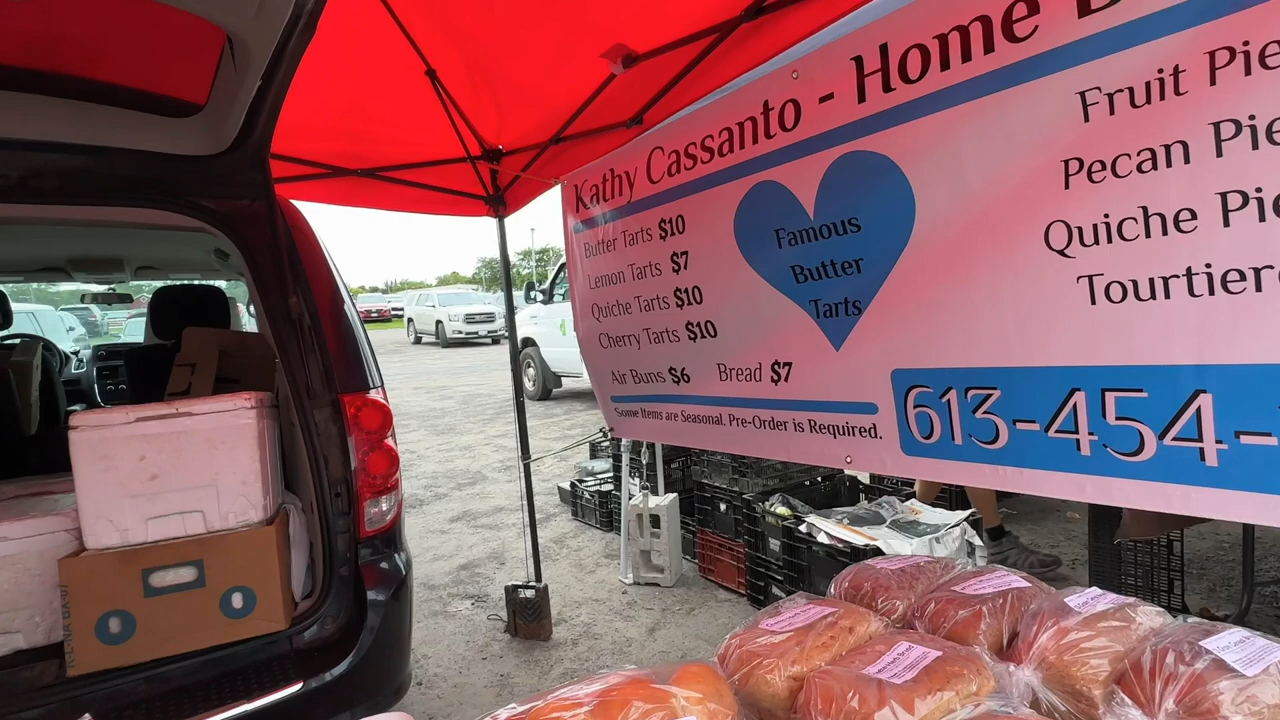 Kathy Cassanto - Home
Butter Tarts $10
Lemon Tarts $7
Quiche Tarts $10
Cherry Tarts $10
Air Buns $6 Bread $7
Some Items are Seasonal. Pre-Order is Required.
Famous
Butter
Tarts
Fruit Pie
Pecan Pie
Quiche Pie
Tourtiere
613-454-